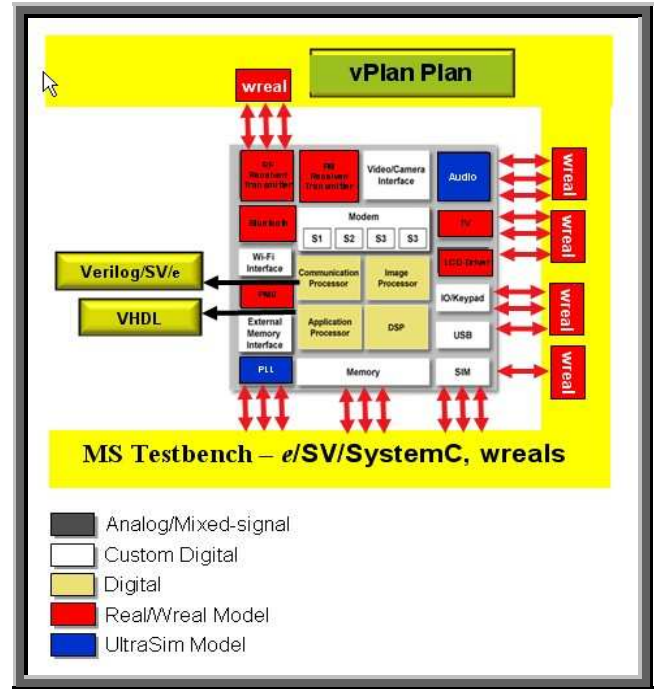 vPlan Plan
wreal
RF
Receiver/
Transmitter
FM
Receiver/
Transmitter
Video/Camera
Interface
Audio
wreal
Bluetooth
Modem
S1 S2 S3 S3
TV
wreal
Wi-Fi
Interface
LCD Driver
Verilog/SV/e
Communication
Processor
Image
Processor
PMU
IO/Keypad
wreal
VHDL
External
Memory
Interface
Application
Processor
DSP
USB
PLL
Memory
SIM
wreal
MS Testbench – e/SV/SystemC, wreals
Analog/Mixed-signal
Custom Digital
Digital
Real/Wreal Model
UltraSim Model